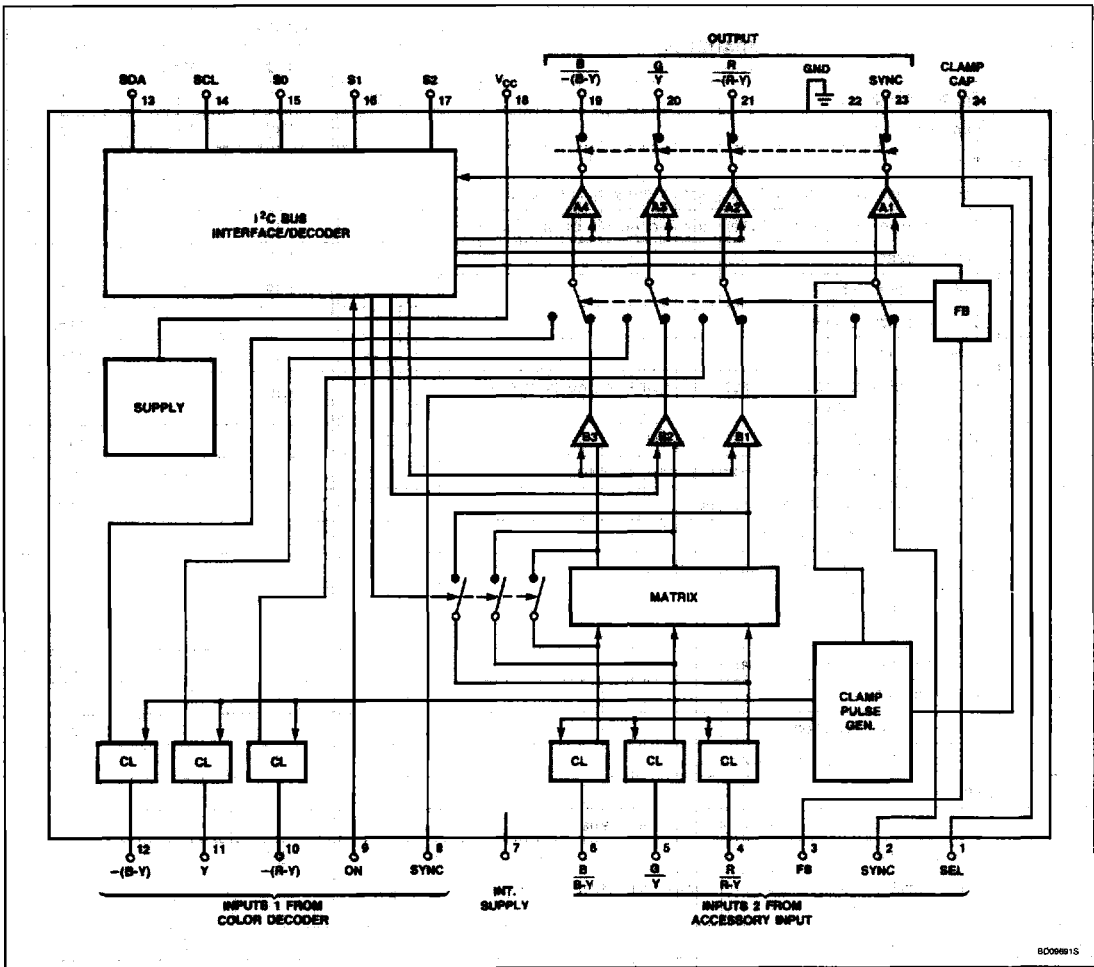 OUTPUT
SDA SCL S0 S1 S2 VCC B G R GND SYNC CLAMP
-(B-Y) Y -(R-Y) CAP
13 14 15 16 17 18 19 20 21 22 23 24
A4 A3 A2 A1
I²C BUS
INTERFACE/DECODER
FB
SUPPLY
B3 B2 B1
MATRIX
CLAMP
PULSE
GEN.
CL CL CL CL CL CL
12 11 10 9 8 7 6 5 4 3 2 1
-(B-Y) Y -(R-Y) ON SYNC INT. B G R FB SYNC SEL
SUPPLY B-Y Y R-Y
INPUTS 1 FROM
COLOR DECODER
INPUTS 2 FROM
ACCESSORY INPUT
BD09691S